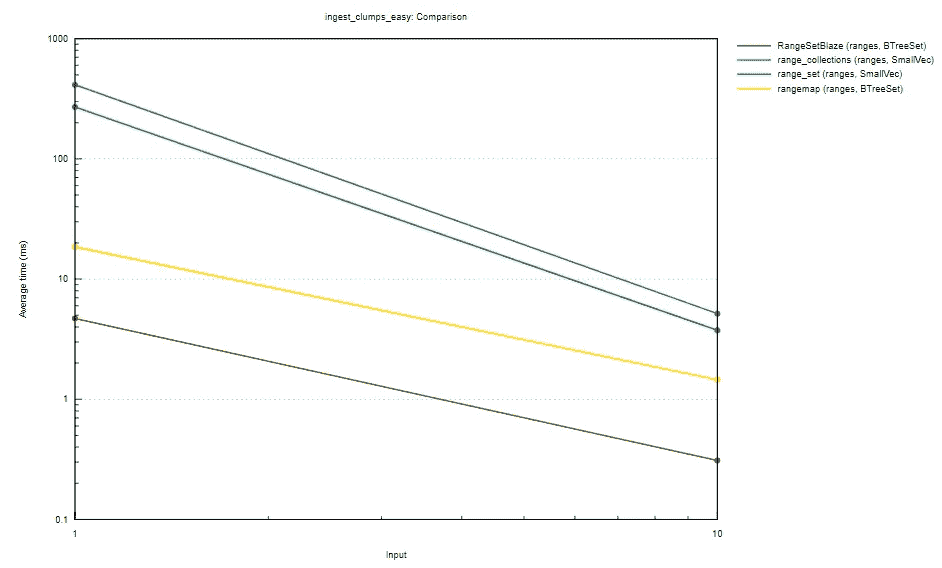 ingest_clumps_easy: Comparison
1000
100
10
1
0.1
Average time (ms)
1
10
Input
RangeSetBlaze (ranges, BTreeSet)
range_collections (ranges, SmallVec)
range_set (ranges, SmallVec)
rangemap (ranges, BTreeSet)